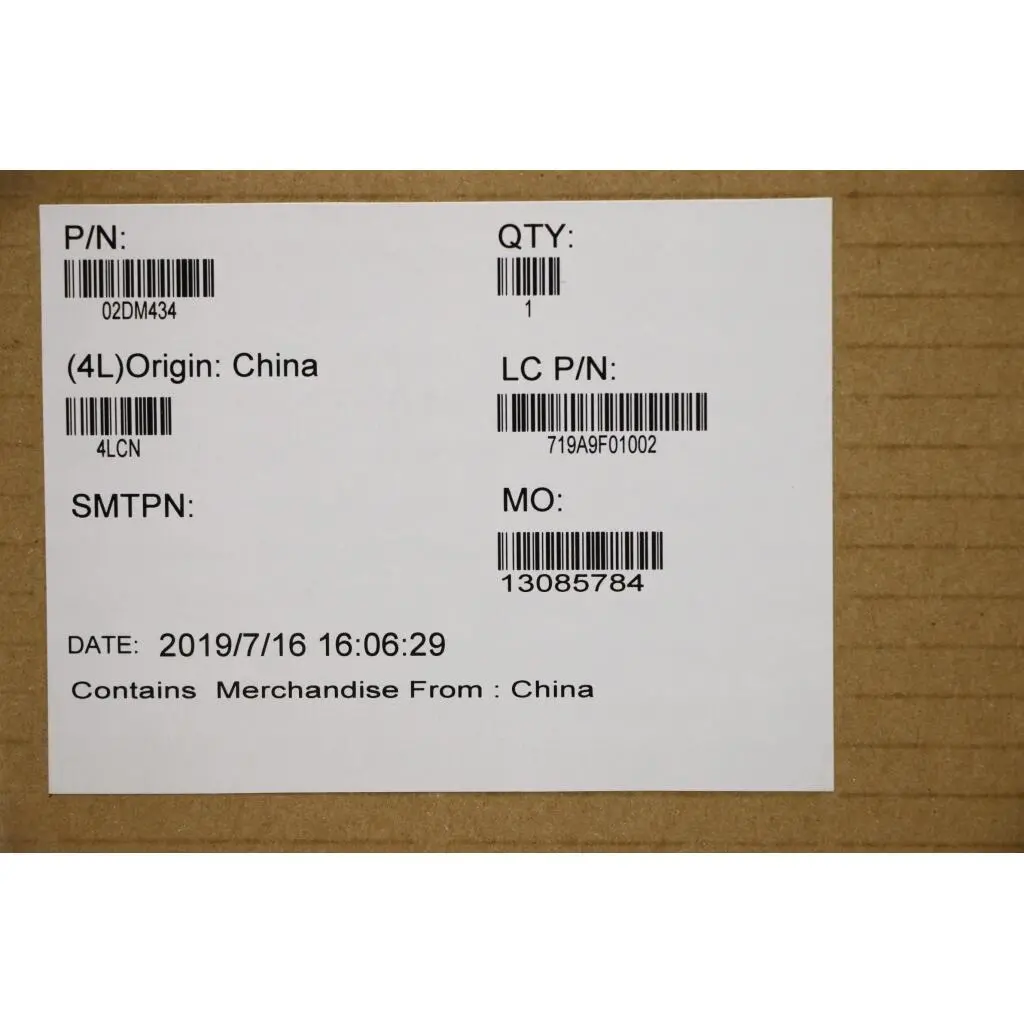 P/N:
02DM434
QTY:
1
(4L)Origin: China
4LCN
LC P/N:
719A9F01002
SMTPN:
MO:
13085784
DATE: 2019/7/16 16:06:29
Contains Merchandise From : China